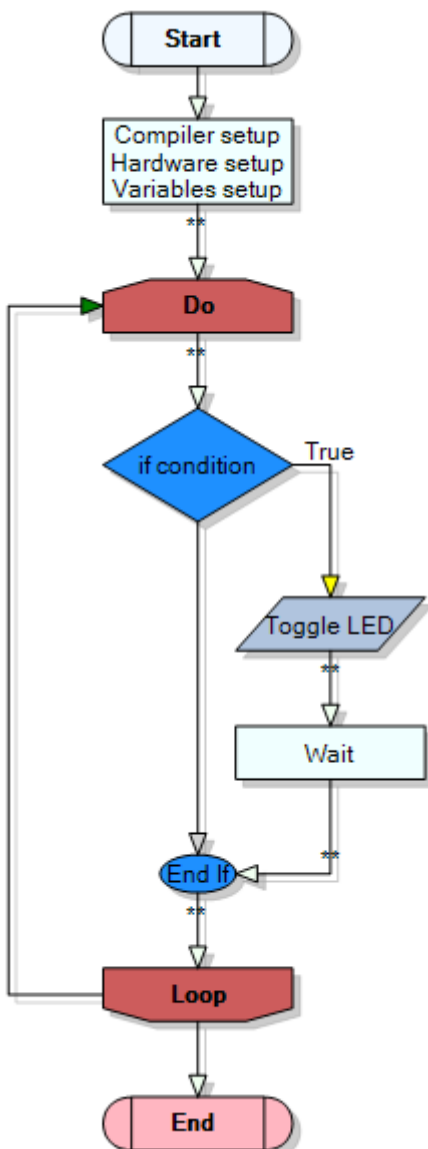 Start
Compiler setup
Hardware setup
Variables setup
**
Do
**
if condition
True
Toggle LED
**
Wait
**
End If
**
Loop
End